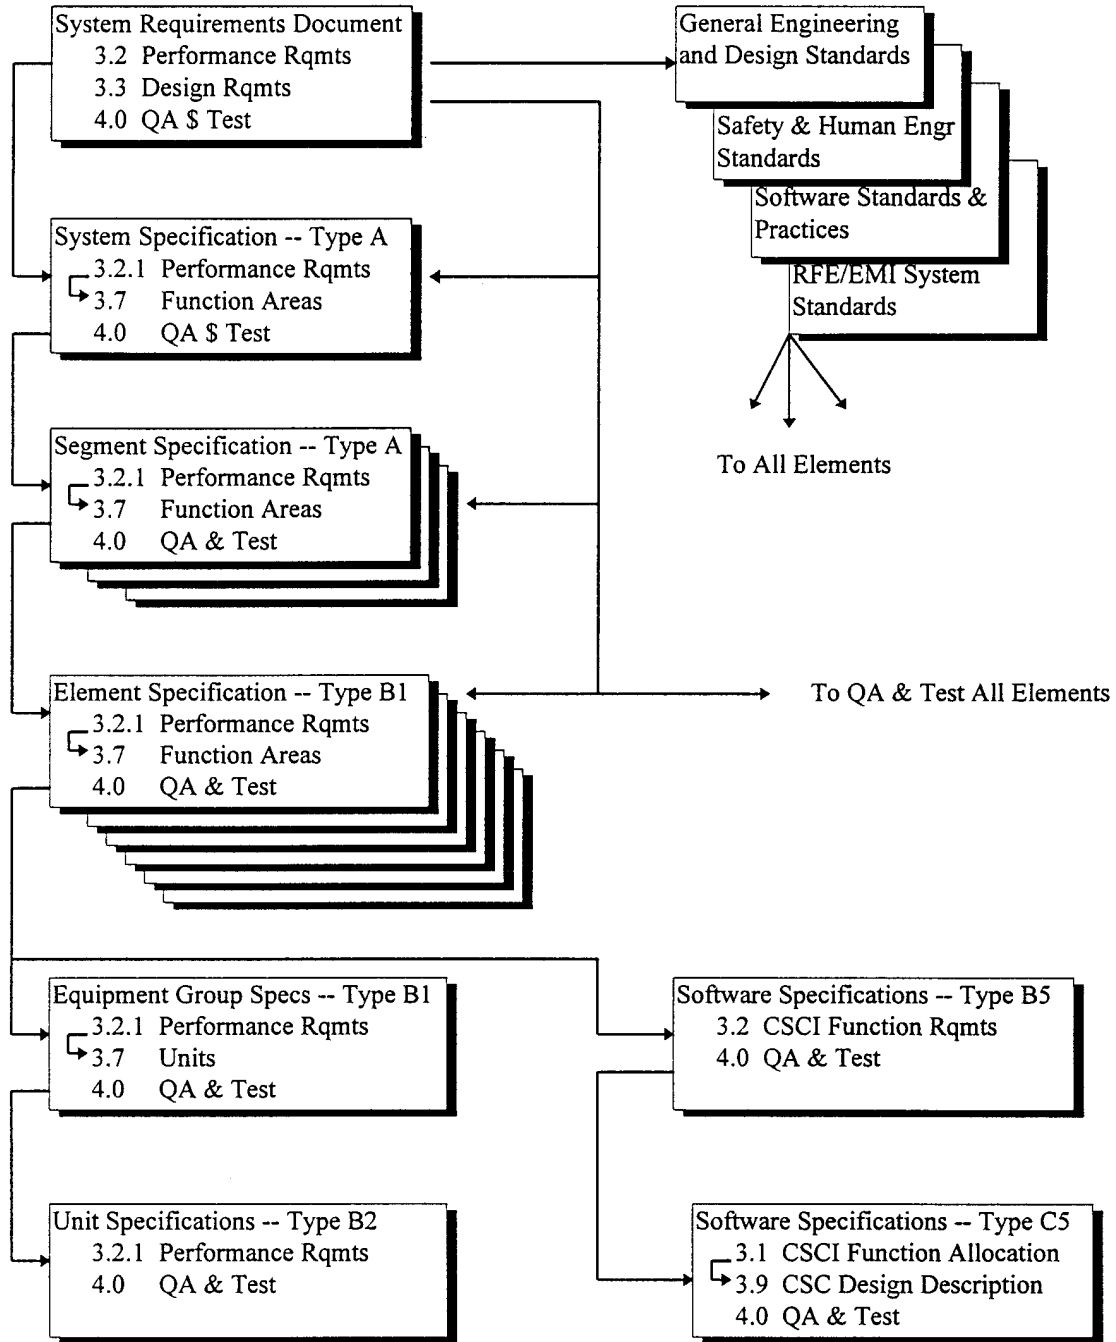 System Requirements Document
3.2 Performance Rqmts
3.3 Design Rqmts
4.0 QA $ Test
General Engineering
and Design Standards
Safety & Human Engr
Standards
Software Standards &
Practices
RFE/EMI System
Standards
To All Elements
System Specification -- Type A
3.2.1 Performance Rqmts
3.7 Function Areas
4.0 QA $ Test
Segment Specification -- Type A
3.2.1 Performance Rqmts
3.7 Function Areas
4.0 QA & Test
Element Specification -- Type B1
3.2.1 Performance Rqmts
3.7 Function Areas
4.0 QA & Test
To QA & Test All Elements
Equipment Group Specs -- Type B1
3.2.1 Performance Rqmts
3.7 Units
4.0 QA & Test
Software Specifications -- Type B5
3.2 CSCI Function Rqmts
4.0 QA & Test
Unit Specifications -- Type B2
3.2.1 Performance Rqmts
4.0 QA & Test
Software Specifications -- Type C5
3.1 CSCI Function Allocation
3.9 CSC Design Description
4.0 QA & Test